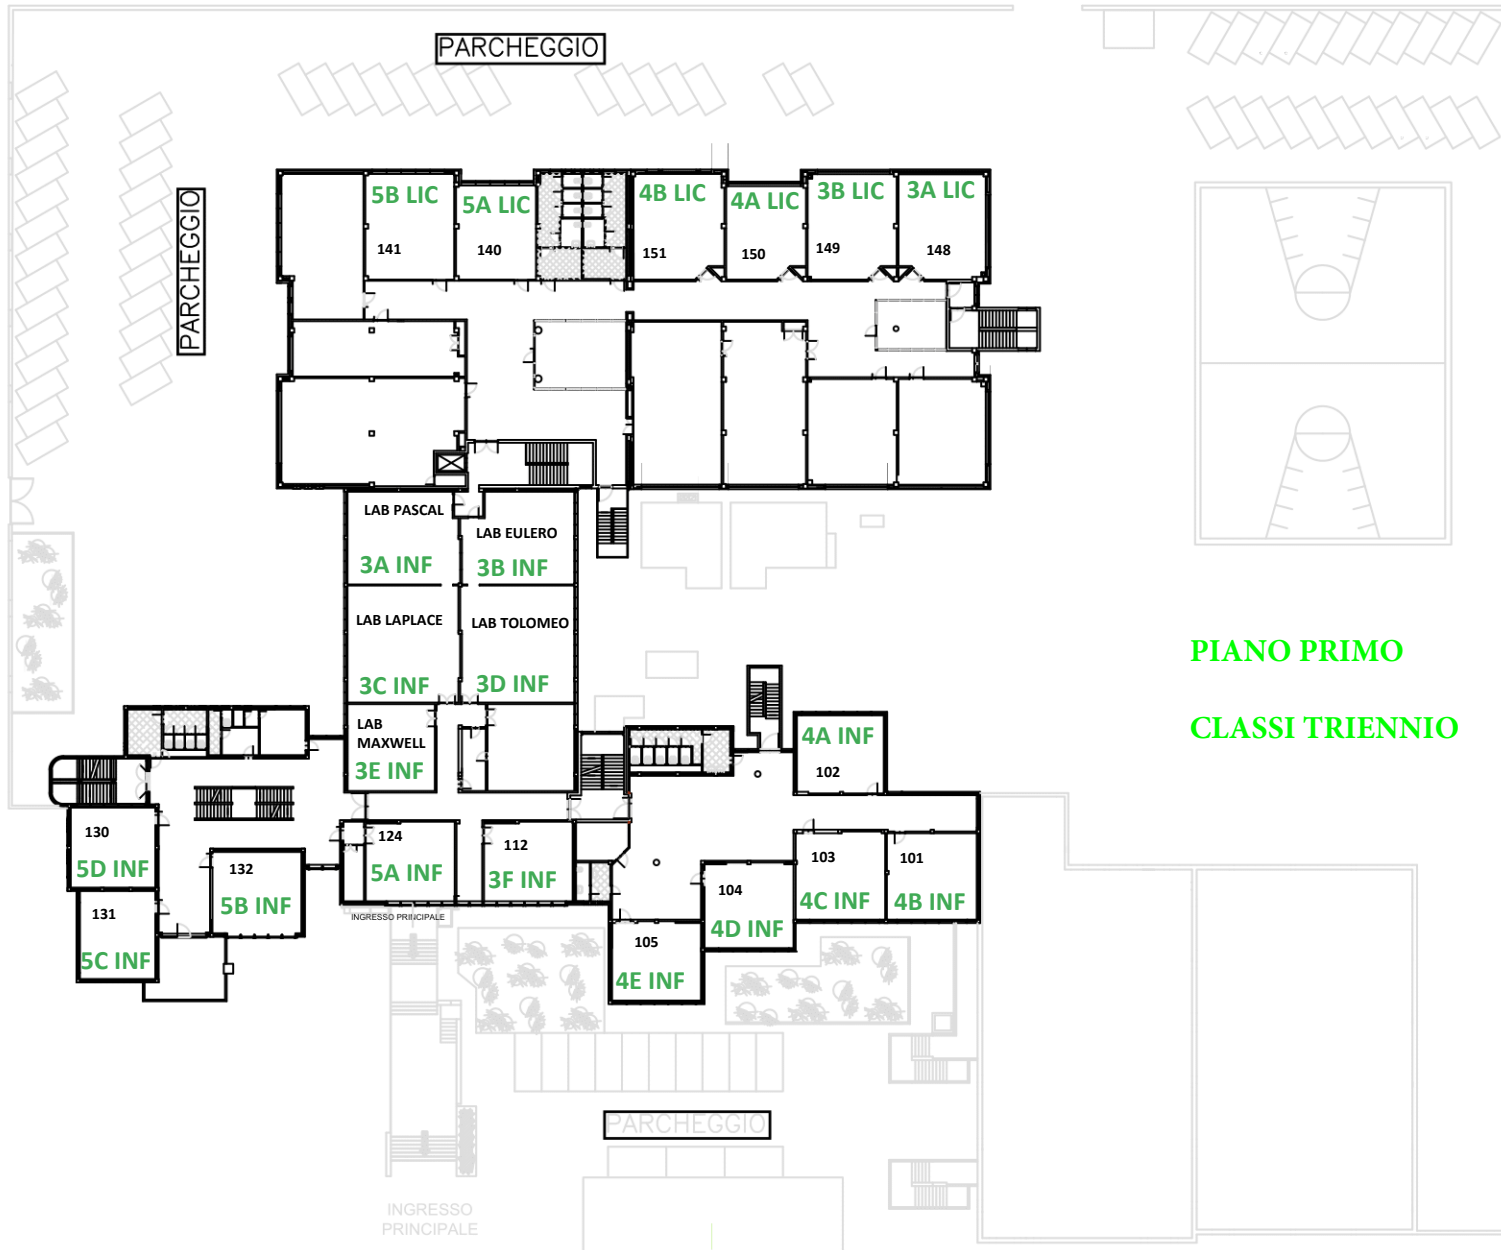 PARCHEGGIO
PARCHEGGIO
5B LIC
141
5A LIC
140
4B LIC
151
4A LIC
150
3B LIC
149
3A LIC
148
LAB PASCAL
3A INF
LAB EULERO
3B INF
LAB LAPLACE
3C INF
LAB TOLOMEO
3D INF
LAB
MAXWELL
3E INF
PIANO PRIMO
CLASSI TRIENNIO
4A INF
102
130
5D INF
132
5B INF
131
5C INF
124
5A INF
112
3F INF
INGRESSO PRINCIPALE
103
4C INF
101
4B INF
104
4D INF
105
4E INF
PARCHEGGIO
INGRESSO
PRINCIPALE